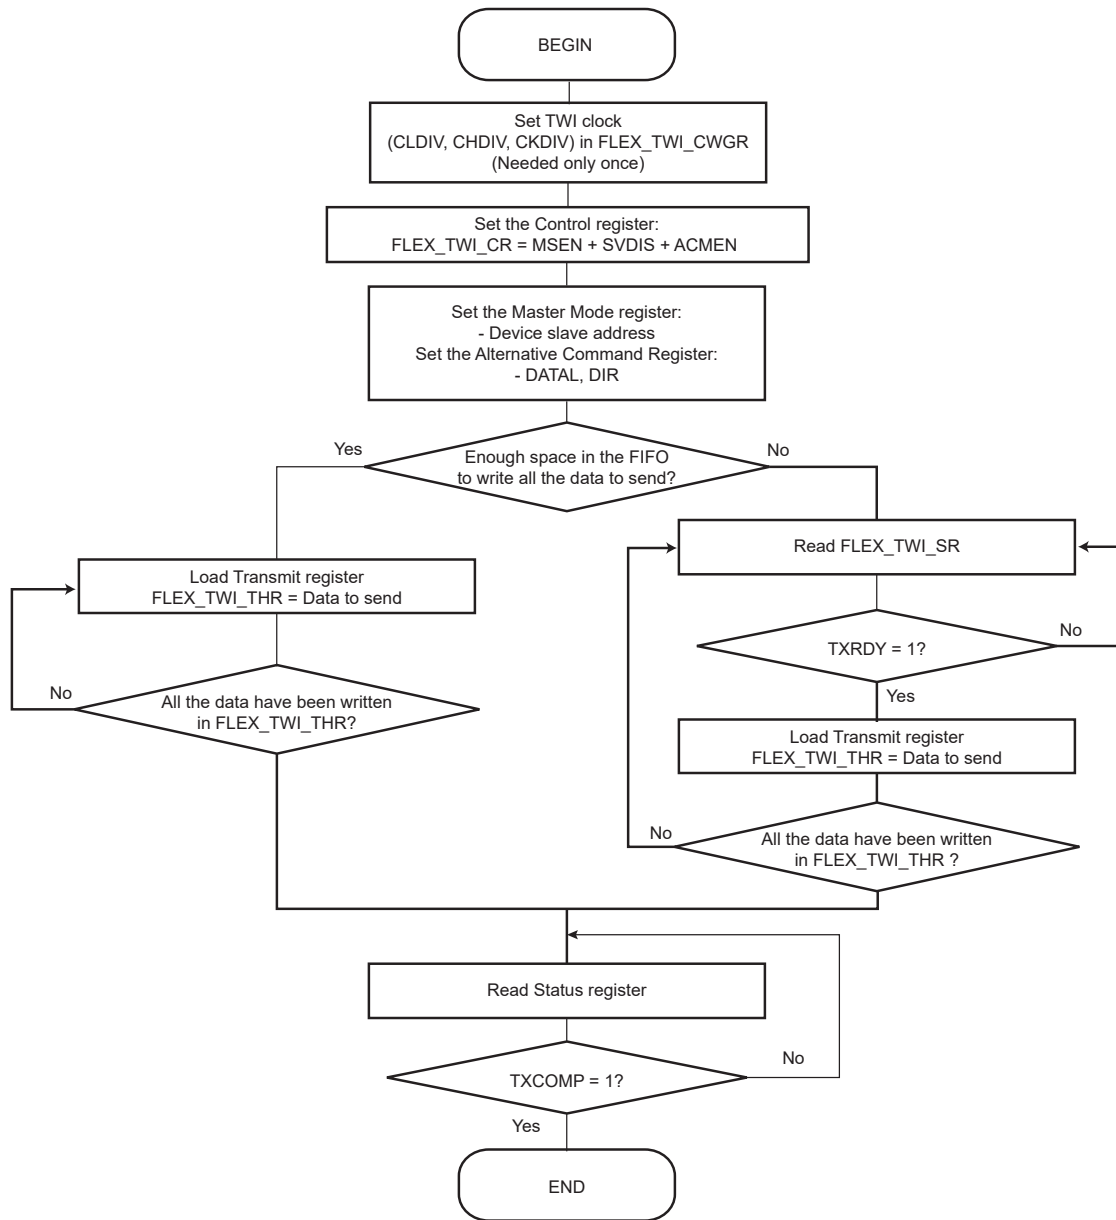 BEGIN
Set TWI clock
(CLDIV, CHDIV, CKDIV) in FLEX_TWI_CWGR
(Needed only once)
Set the Control register:
FLEX_TWI_CR = MSEN + SVDIS + ACMEN
Set the Master Mode register:
- Device slave address
Set the Alternative Command Register:
- DATAL, DIR
Yes
Enough space in the FIFO
to write all the data to send?
No
Read FLEX_TWI_SR
Load Transmit register
FLEX_TWI_THR = Data to send
TXRDY = 1?
No
Yes
No
All the data have been written
in FLEX_TWI_THR?
Load Transmit register
FLEX_TWI_THR = Data to send
No
All the data have been written
in FLEX_TWI_THR ?
Read Status register
TXCOMP = 1?
No
Yes
END